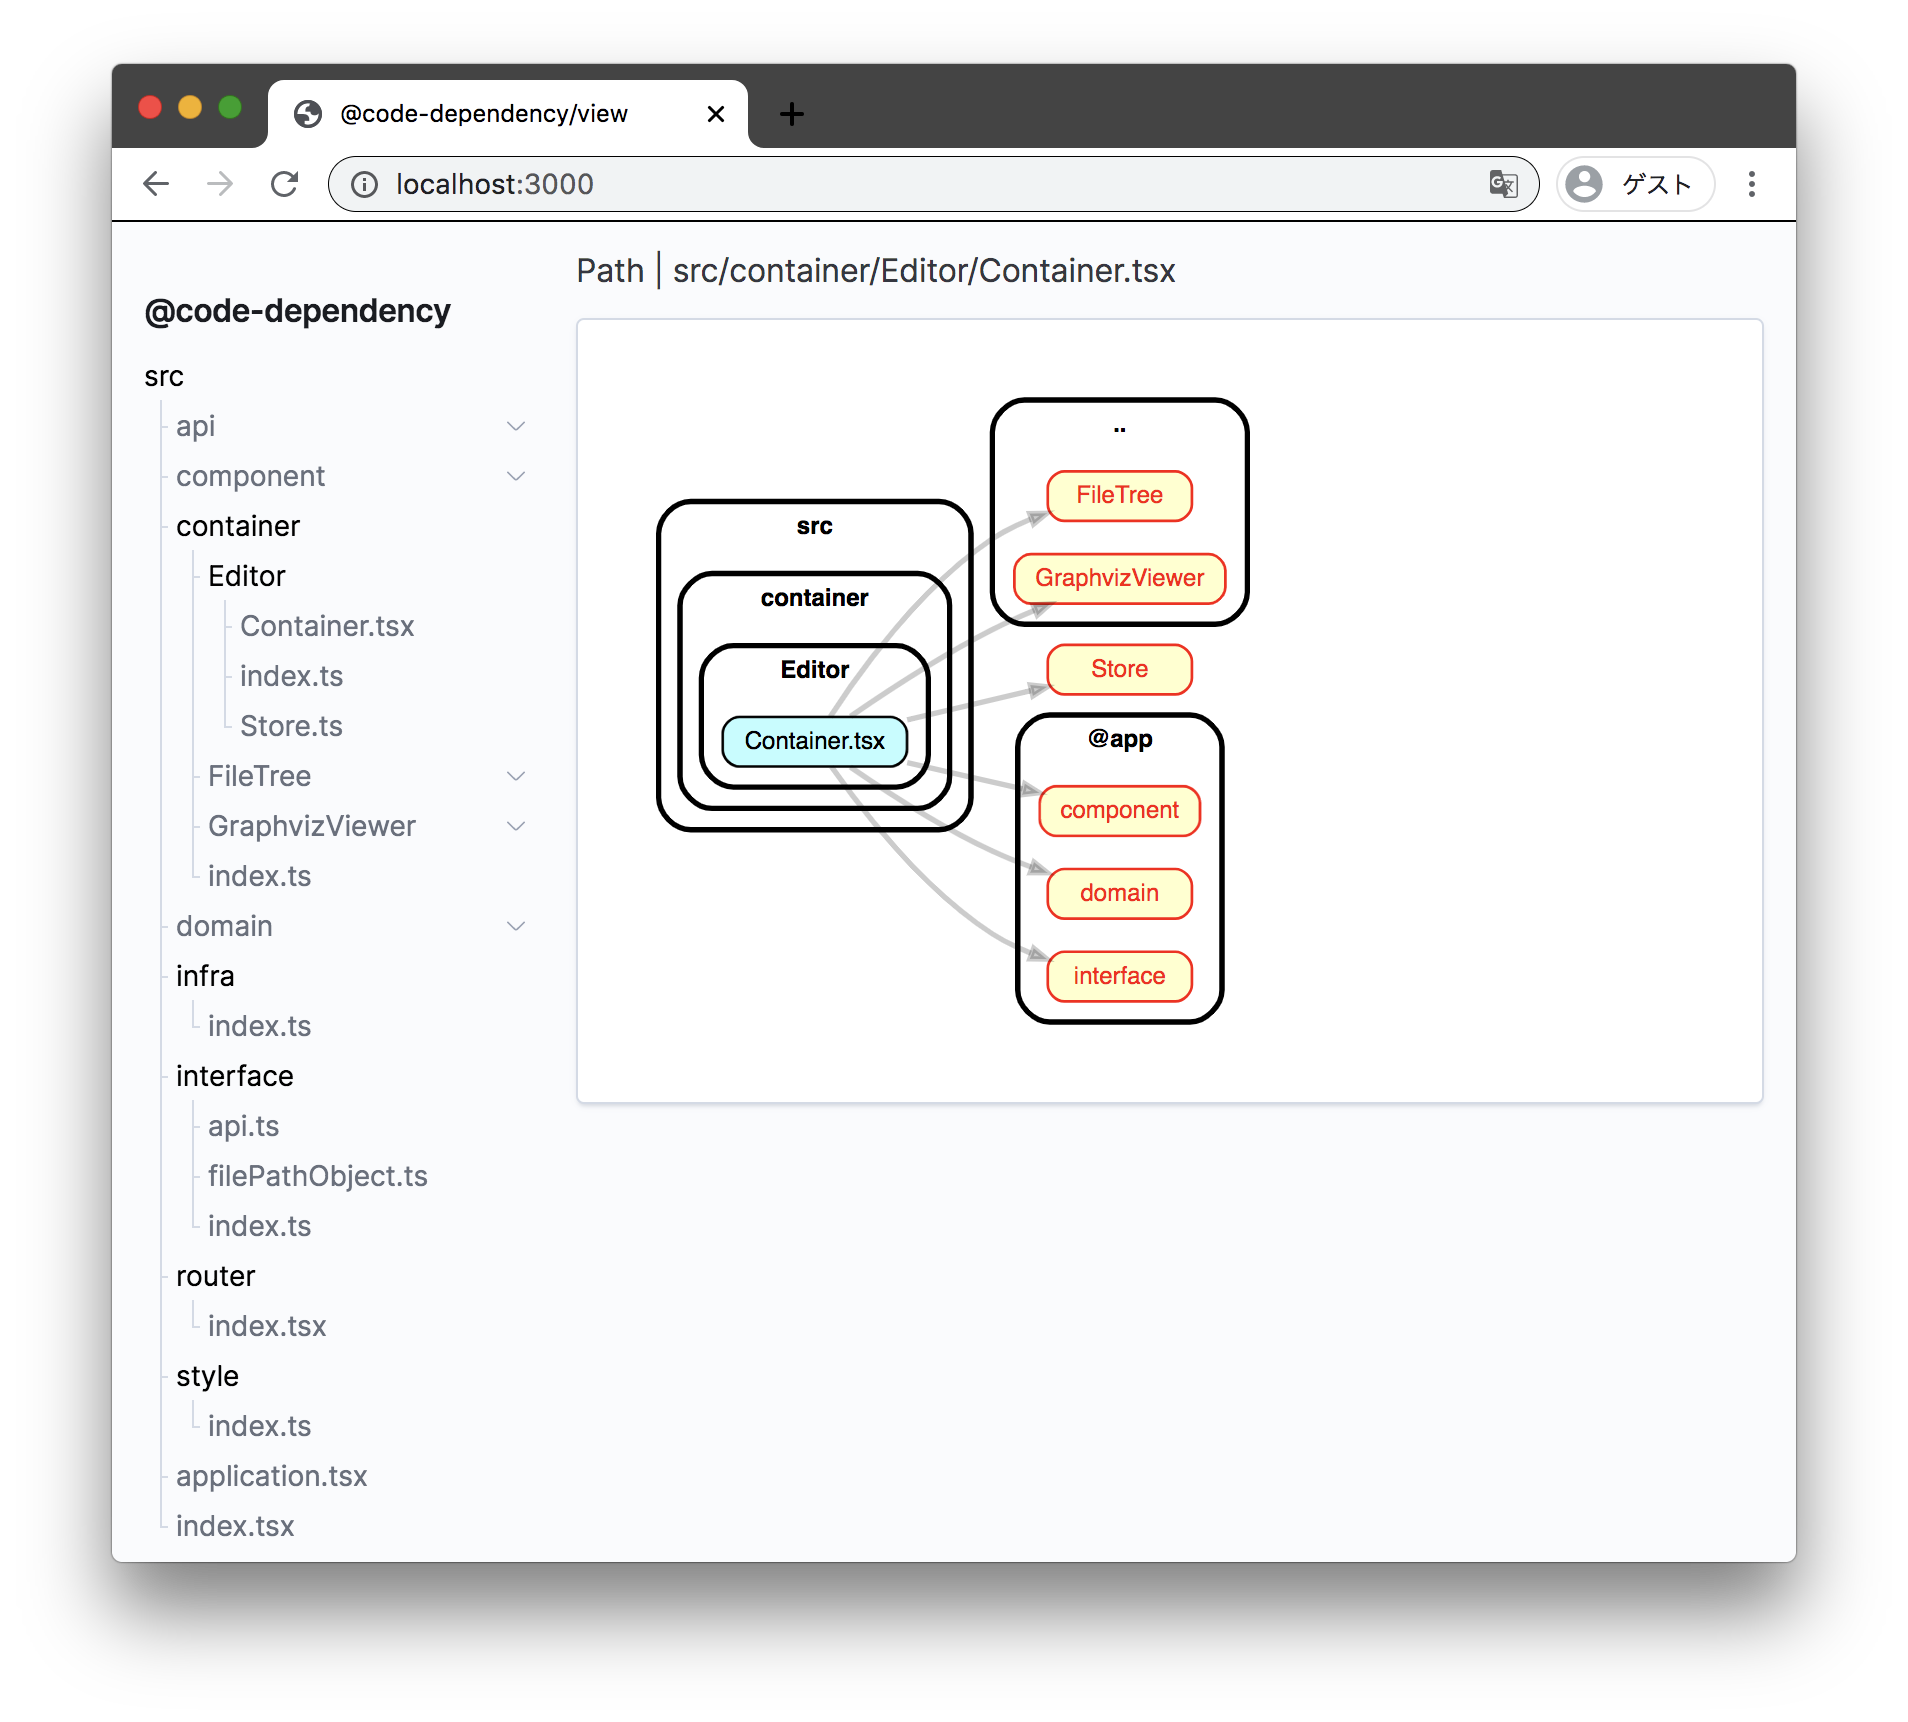 @code-dependency/view
localhost:3000
ゲスト
@code-dependency
src
api
component
container
Editor
Container.tsx
index.ts
Store.ts
FileTree
GraphvizViewer
index.ts
domain
infra
index.ts
interface
api.ts
filePathObject.ts
index.ts
router
index.tsx
style
index.ts
application.tsx
index.tsx
Path | src/container/Editor/Container.tsx
src
container
Editor
Container.tsx
..
FileTree
GraphvizViewer
Store
@app
component
domain
interface